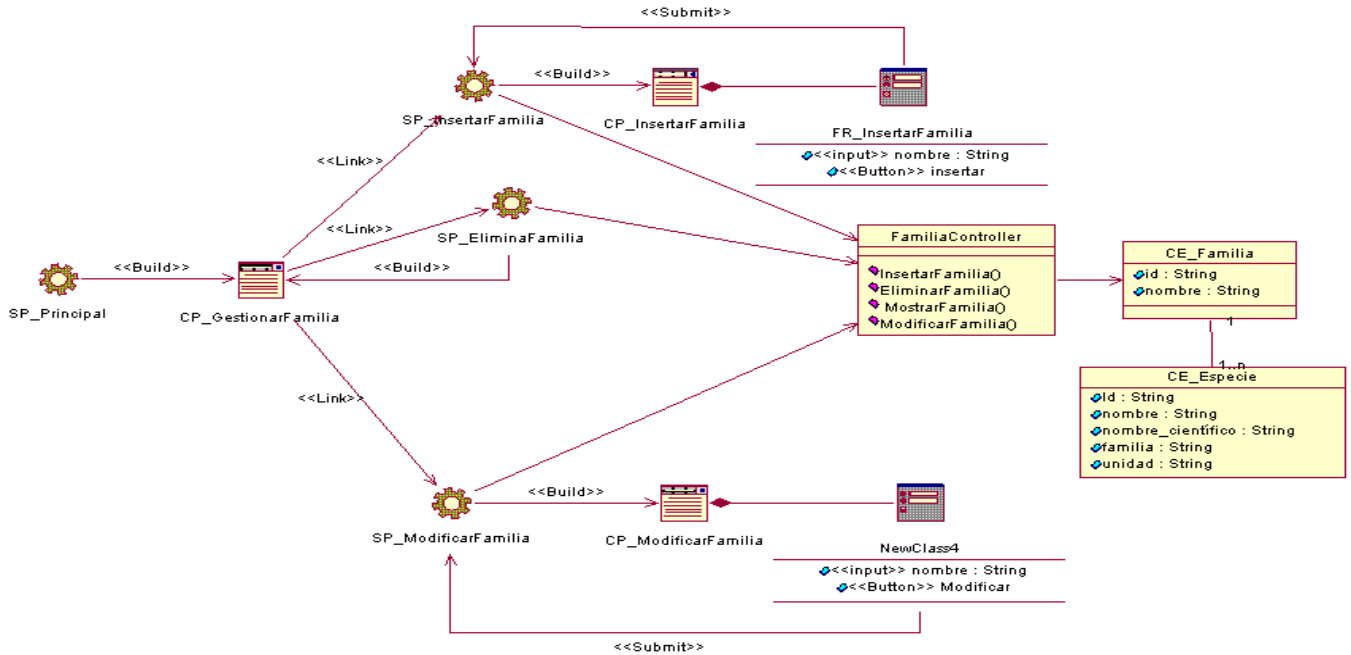 <<Submit>>
<<Build>>
SP_InsertarFamilia
CP_InsertarFamilia
FR_InsertarFamilia
<<input>> nombre : String
<<Button>> insertar
<<Link>>
<<Link>>
SP_EliminaFamilia
<<Build>>
<<Build>>
SP_Principal
CP_GestionarFamilia
FamiliaController
InsertarFamilia()
EliminarFamilia()
MostrarFamilia()
ModificarFamilia()
CE_Familia
id : String
nombre : String
1
1..n
CE_Especie
Id : String
nombre : String
nombre_científico : String
familia : String
unidad : String
<<Link>>
<<Build>>
SP_ModificarFamilia
CP_ModificarFamilia
NewClass4
<<input>> nombre : String
<<Button>> Modificar
<<Submit>>